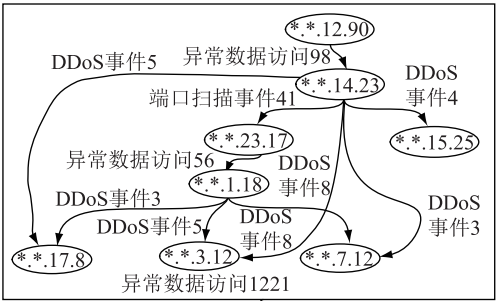 *.*.12.90
异常数据访问98
DDoS事件5
*.*.14.23
DDoS
事件4
端口扫描事件41
*.*.23.17
*.*.15.25
异常数据访问56
DDoS
事件8
*.*.1.18
DDoS事件3
DDoS事件5
DDoS
事件8
DDoS
事件3
*.*.17.8
*.*.3.12
*.*.7.12
异常数据访问1221